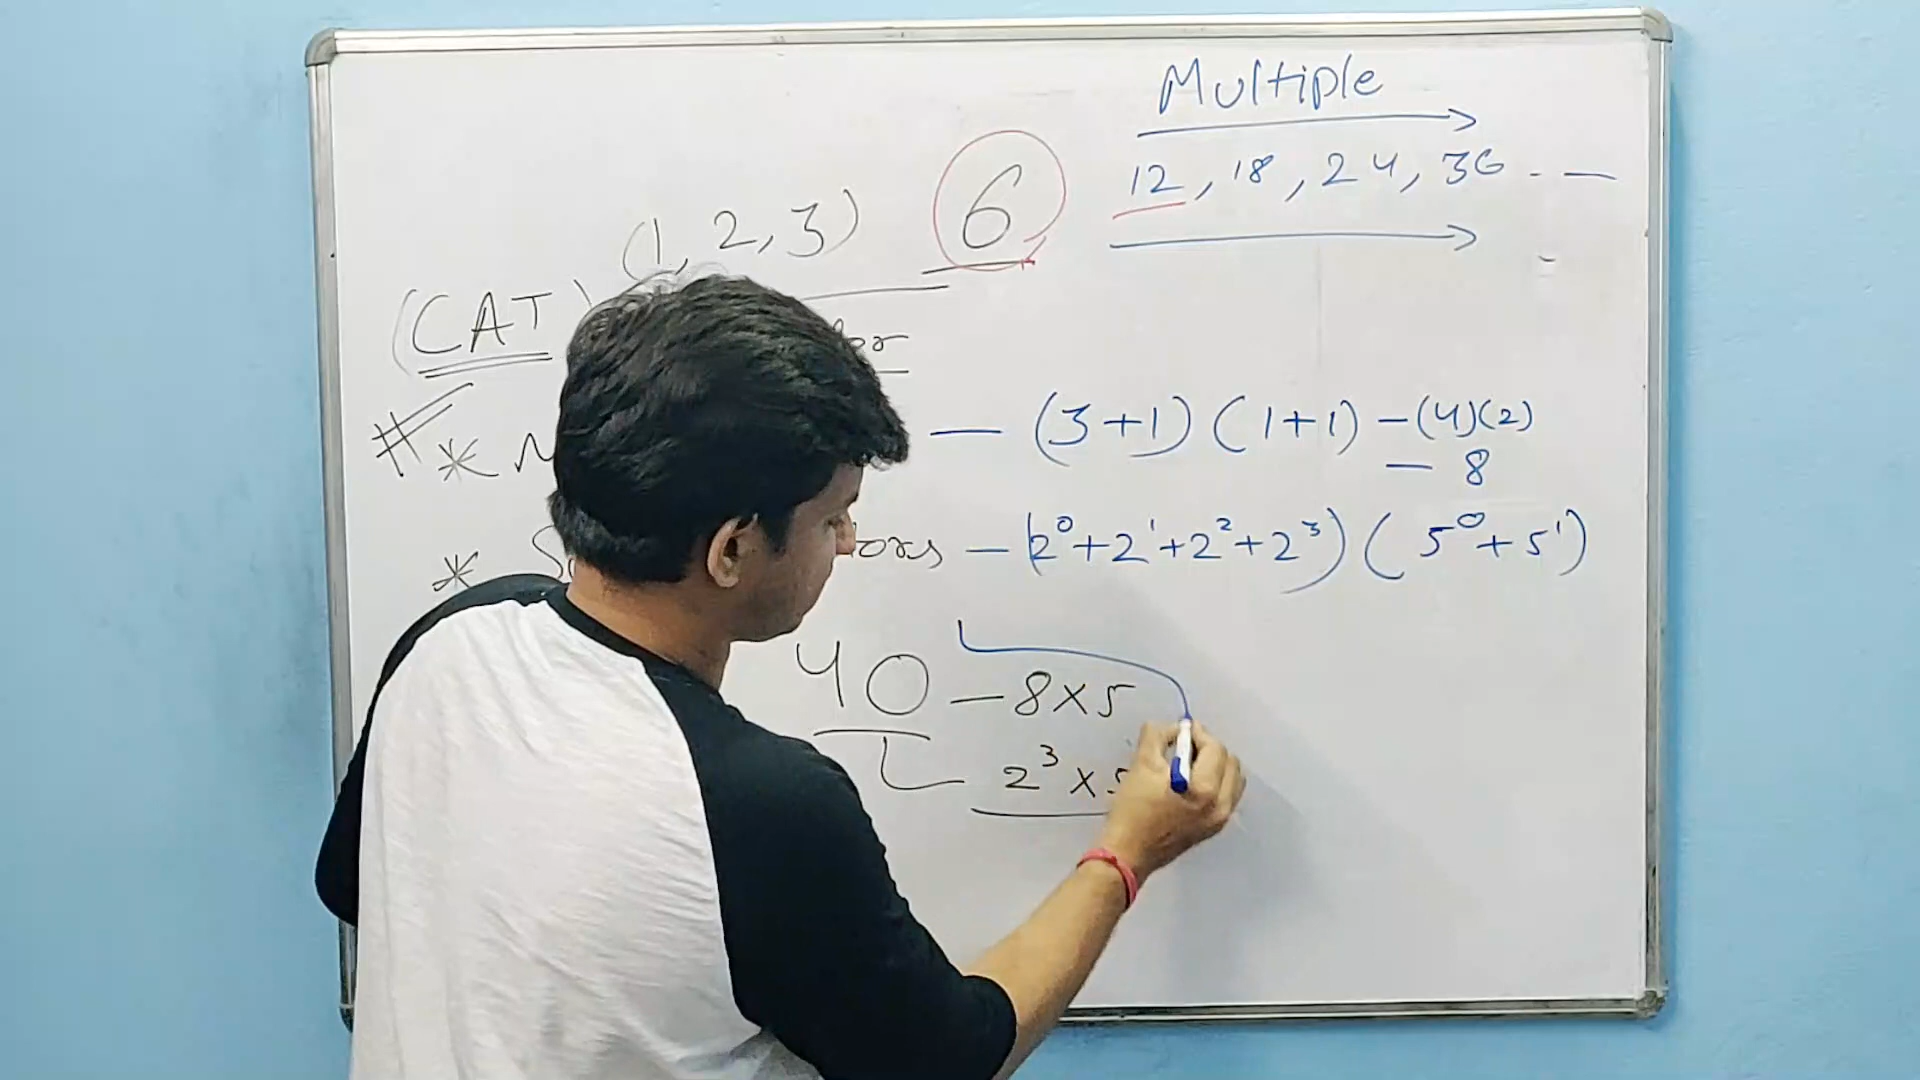 Multiple
12, 18, 24, 36 - —
(1, 2, 3) 6
(CAT)
# * — (3+1) (1+1) - (4)(2)
— 8
* — (2⁰+2¹+2²+2³) (5⁰+5¹)
40 — 8×5
2³×5